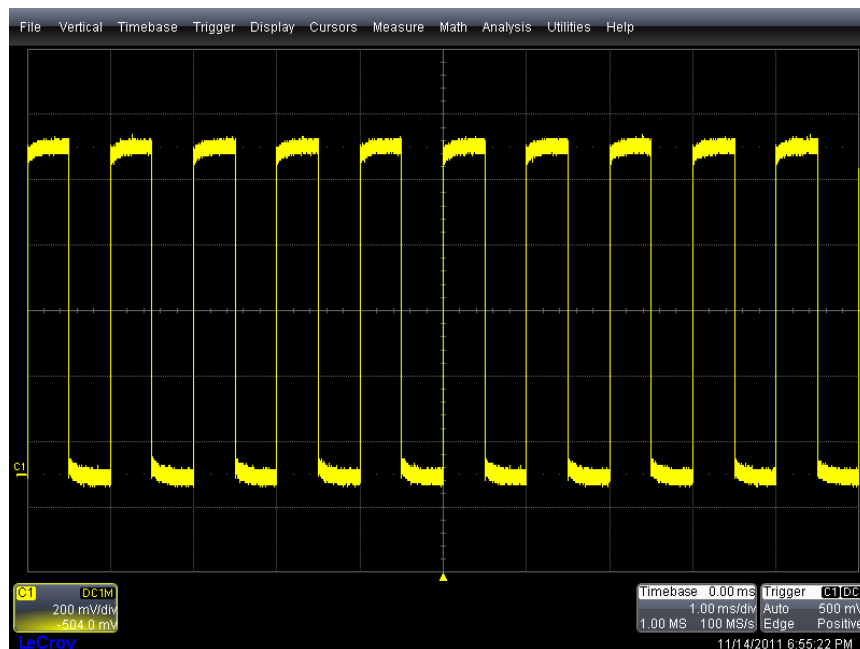 File Vertical Timebase Trigger Display Cursors Measure Math Analysis Utilities Help
C1
C1 DC1M
200 mV/div
-504.0 mV
Timebase 0.00 ms
1.00 ms/div
1.00 MS 100 MS/s
Trigger C1 DC
Auto 500 mV
Edge Positive
LeCroy
11/14/2011 6:55:22 PM